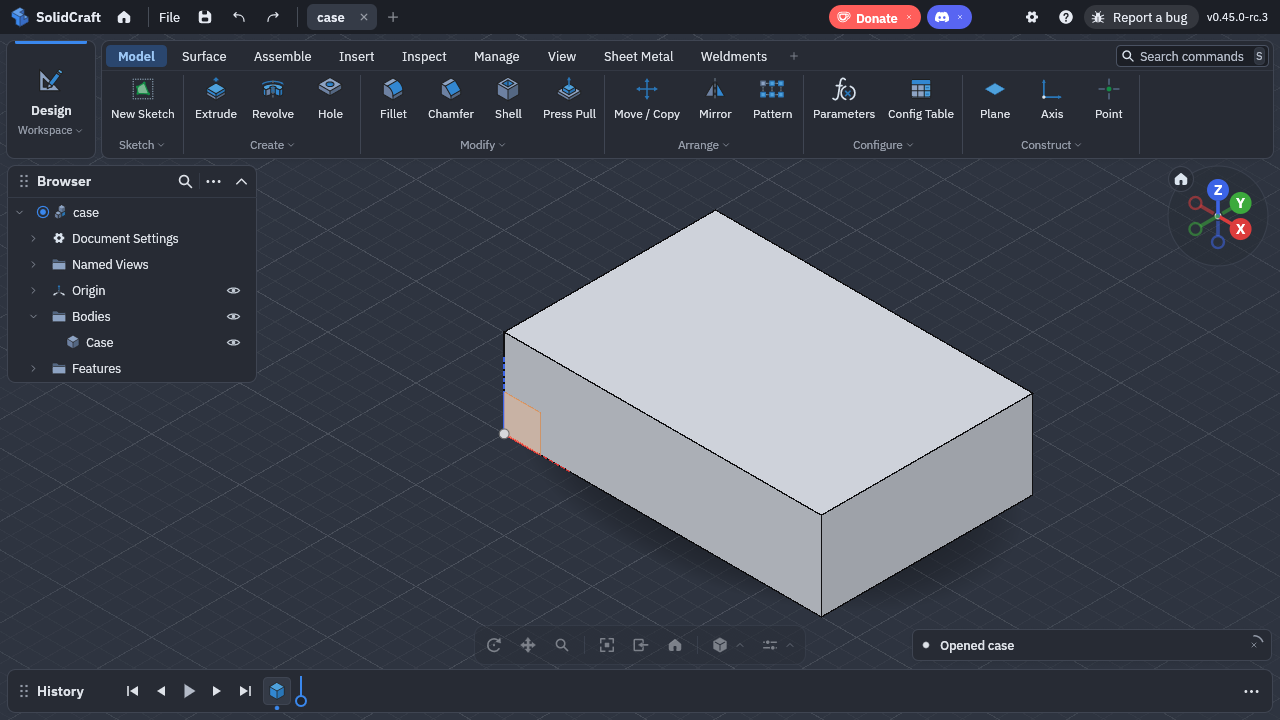 SolidCraft
File
case
Donate
Report a bug
v0.45.0-rc.3
Design
Workspace
Model
Surface
Assemble
Insert
Inspect
Manage
View
Sheet Metal
Weldments
Search commands
S
New Sketch
Extrude
Revolve
Hole
Fillet
Chamfer
Shell
Press Pull
Move / Copy
Mirror
Pattern
Parameters
Config Table
Plane
Axis
Point
Sketch
Create
Modify
Arrange
Configure
Construct
Browser
case
Document Settings
Named Views
Origin
Bodies
Case
Features
Z
Y
X
Opened case
History